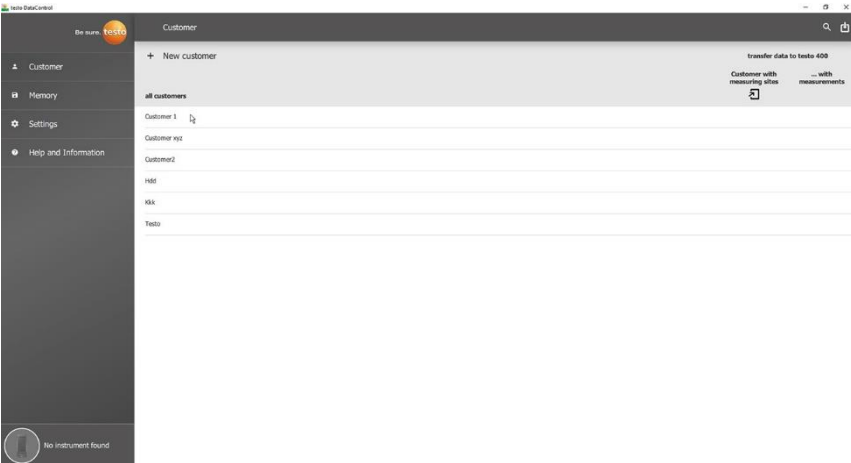 testo DataControl
Be sure. testo
Customer
Memory
Settings
Help and Information
No instrument found
Customer
+ New customer
transfer data to testo 400
Customer with
measuring sites
... with
measurements
all customers
Customer 1
Customer xyz
Customer2
Hdd
Kkk
Testo